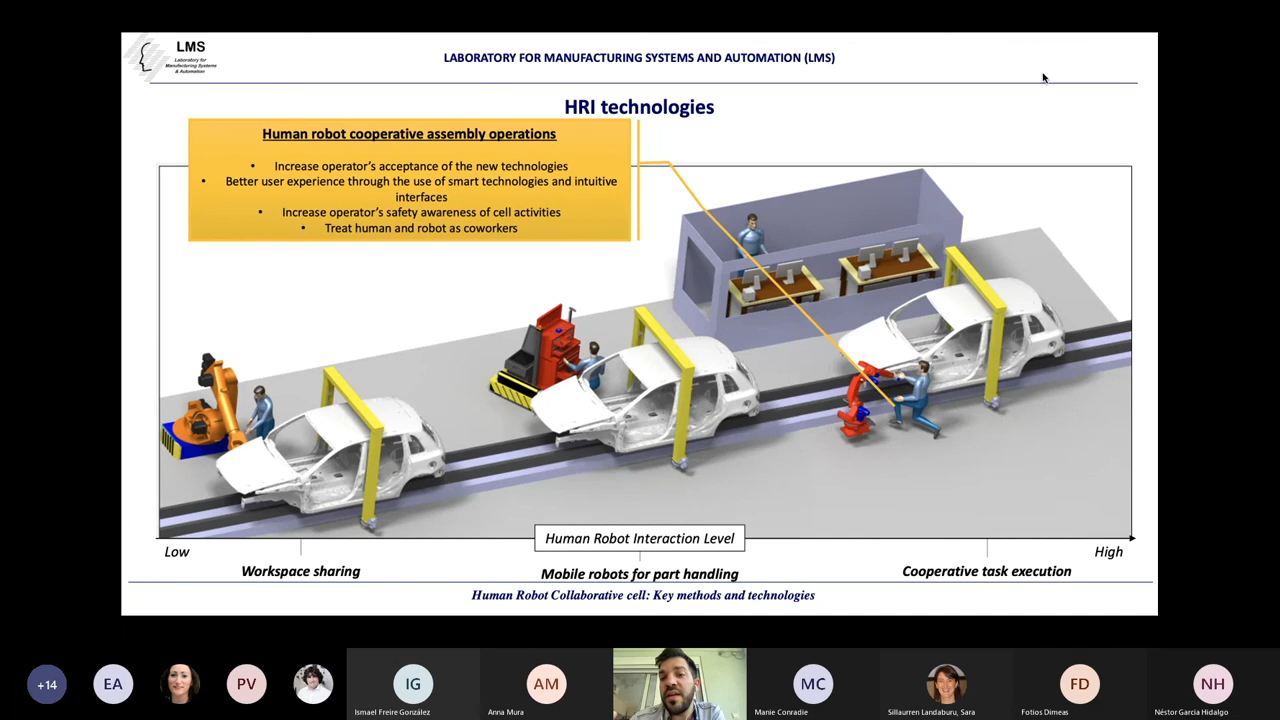 LMS
Laboratory for
Manufacturing Systems
& Automation
LABORATORY FOR MANUFACTURING SYSTEMS AND AUTOMATION (LMS)
HRI technologies
Human robot cooperative assembly operations
• Increase operator's acceptance of the new technologies
• Better user experience through the use of smart technologies and intuitive
interfaces
• Increase operator's safety awareness of cell activities
• Treat human and robot as coworkers
Human Robot Interaction Level
Low
High
Workspace sharing
Mobile robots for part handling
Cooperative task execution
Human Robot Collaborative cell: Key methods and technologies
+14
EA
PV
IG
AM
MC
FD
NH
Ismael Freire González
Anna Mura
Manie Conradie
Sillaurren Landaburu, Sara
Fotios Dimeas
Néstor García Hidalgo